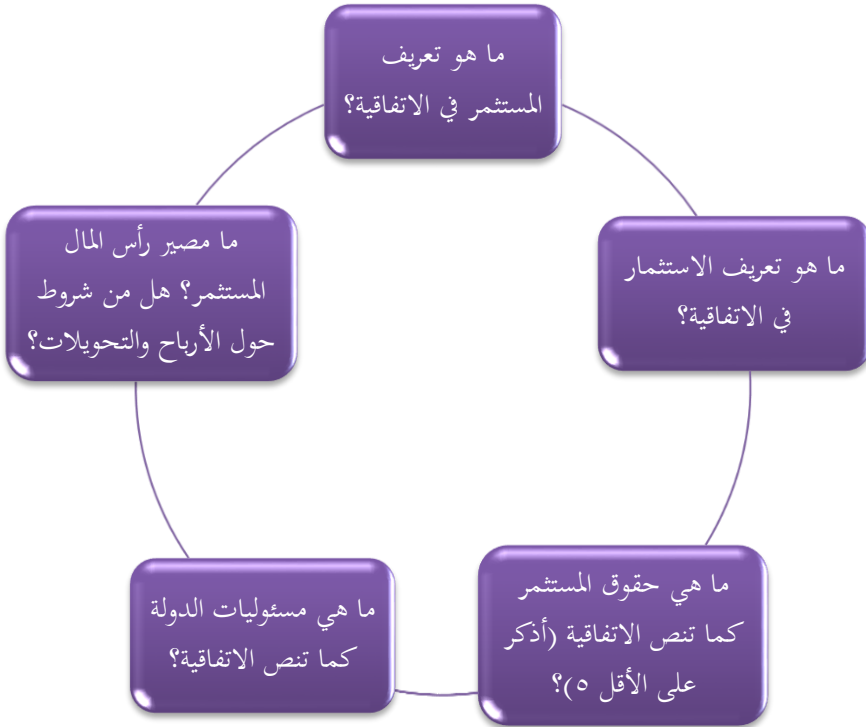 ما هو تعريف
المستثمر في الاتفاقية؟
ما هو تعريف الاستثمار
في الاتفاقية؟
ما هي حقوق المستثمر
كما تنص الاتفاقية (أذكر
على الأقل ٥)؟
ما هي مسئوليات الدولة
كما تنص الاتفاقية؟
ما مصير رأس المال
المستثمر؟ هل من شروط
حول الأرباح والتحويلات؟